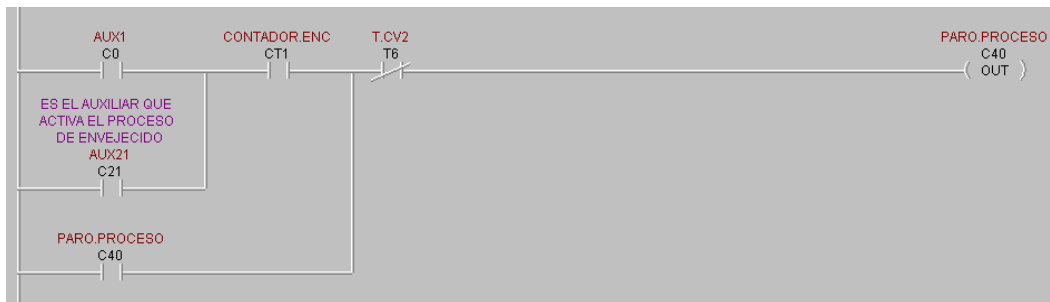 AUX1
C0
CONTADOR.ENC
CT1
T.CV2
T6
PARO.PROCESO
C40
( OUT )
ES EL AUXILIAR QUE
ACTIVA EL PROCESO
DE ENVEJECIDO
AUX21
C21
PARO.PROCESO
C40